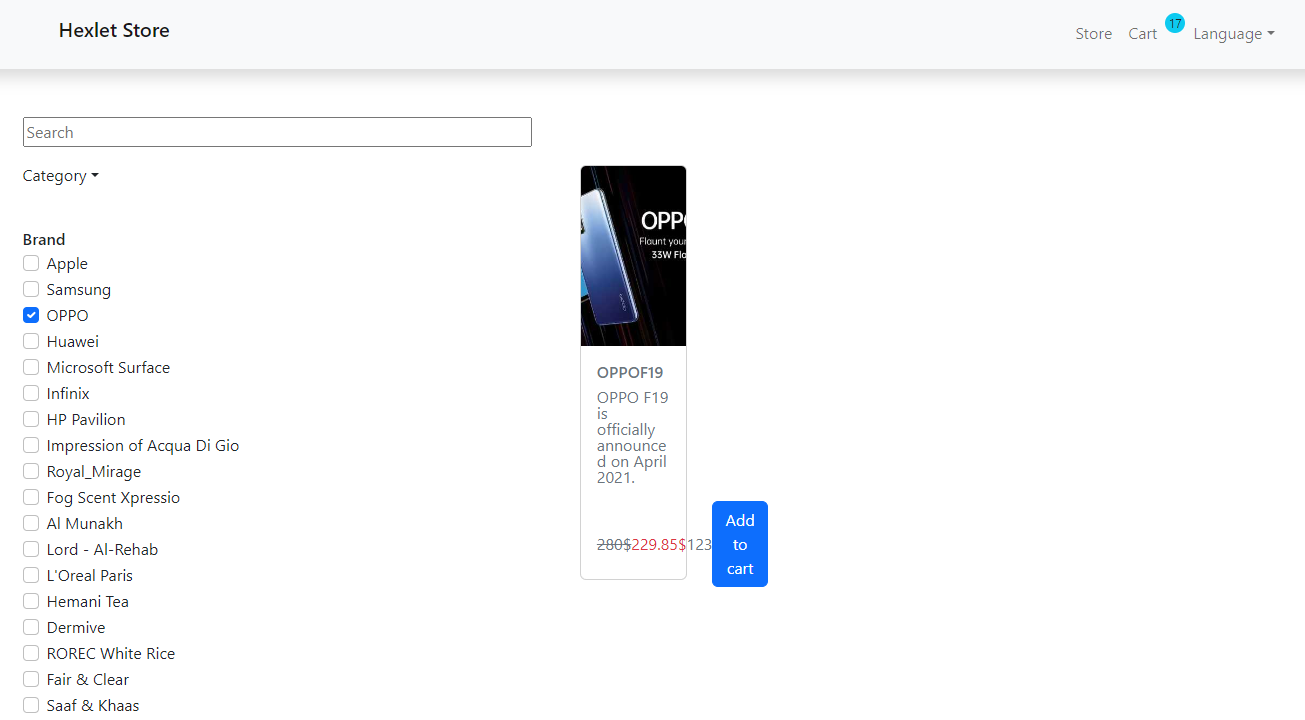 Hexlet Store
Store Cart 17 Language
Search
Category
Brand
Apple
Samsung
OPPO
Huawei
Microsoft Surface
Infinix
HP Pavilion
Impression of Acqua Di Gio
Royal_Mirage
Fog Scent Xpressio
Al Munakh
Lord - Al-Rehab
L'Oreal Paris
Hemani Tea
Dermive
ROREC White Rice
Fair & Clear
Saaf & Khaas
OPPO
Flount your
33W Fla
OPPOF19
OPPO F19
is
officially
announce
d on April
2021.
280$229.85$123
Add
to
cart